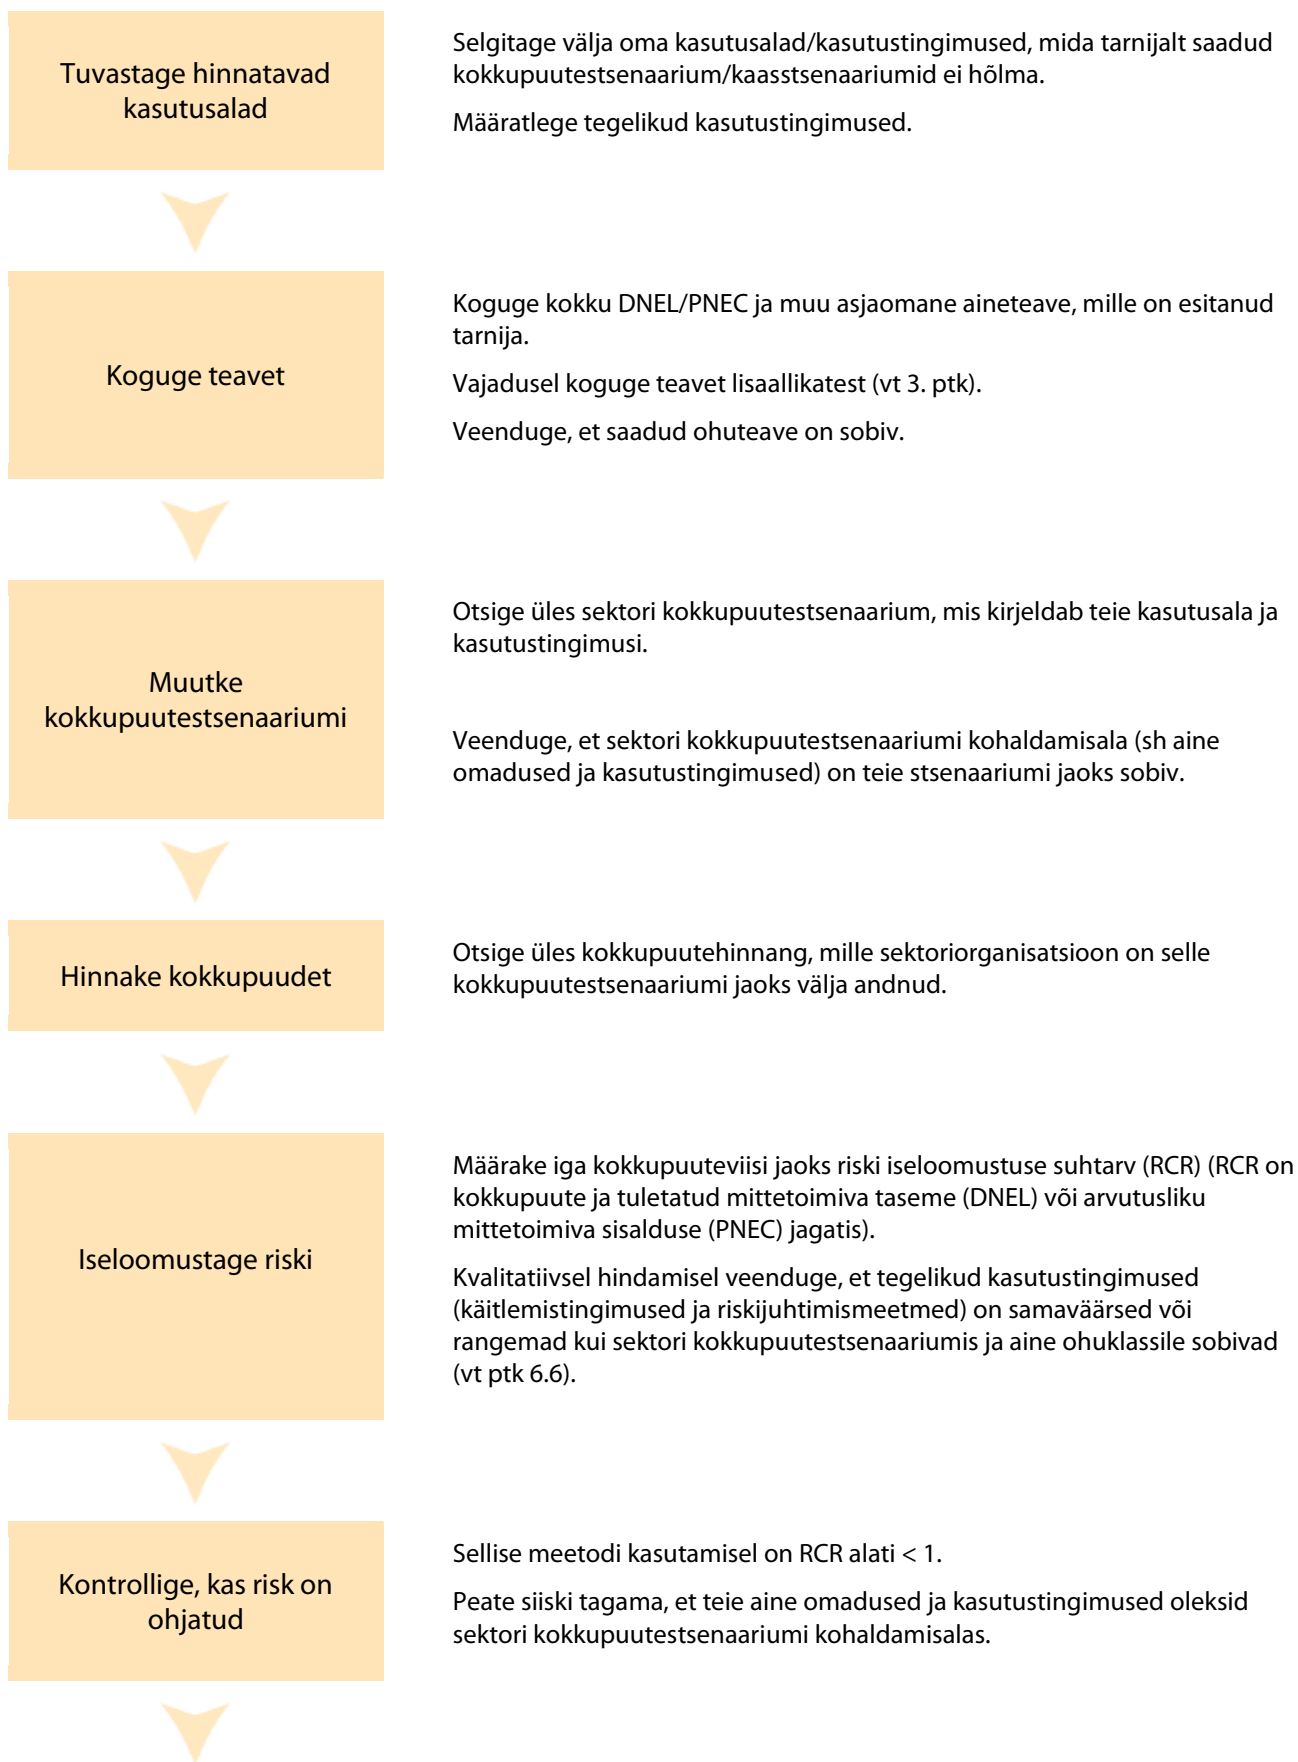 Tuvastage hinnatavad
kasutusalad
Selgitage välja oma kasutusalad/kasutustingimused, mida tarnijalt saadud
kokkupuutestsenaarium/kaasstsenaariumid ei hõlma.
Määratlege tegelikud kasutustingimused.
Koguge teavet
Koguge kokku DNEL/PNEC ja muu asjaomane aineteave, mille on esitanud
tarnija.
Vajadusel koguge teavet lisaallikatest (vt 3. ptk).
Veenduge, et saadud ohuteave on sobiv.
Muutke
kokkupuutestsenaariumi
Otsige üles sektori kokkupuutestsenaarium, mis kirjeldab teie kasutusala ja
kasutustingimusi.
Veenduge, et sektori kokkupuutestsenaariumi kohaldamisala (sh aine
omadused ja kasutustingimused) on teie stsenaariumi jaoks sobiv.
Hinnake kokkupuudet
Otsige üles kokkupuutehinnang, mille sektoriorganisatsioon on selle
kokkupuutestsenaariumi jaoks välja andnud.
Iseloomustage riski
Määrake iga kokkupuuteviisi jaoks riski iseloomustuse suhtarv (RCR) (RCR on
kokkupuute ja tuletatud mittetoimiva taseme (DNEL) või arvutusliku
mittetoimiva sisalduse (PNEC) jagatis).
Kvalitatiivsel hindamisel veenduge, et tegelikud kasutustingimused
(käitlemistingimused ja riskijuhtimismeetmed) on samaväärsed või
rangemad kui sektori kokkupuutestsenaariumis ja aine ohuklassile sobivad
(vt ptk 6.6).
Kontrollige, kas risk on
ohjatud
Sellise meetodi kasutamisel on RCR alati < 1.
Peate siiski tagama, et teie aine omadused ja kasutustingimused oleksid
sektori kokkupuutestsenaariumi kohaldamisalas.